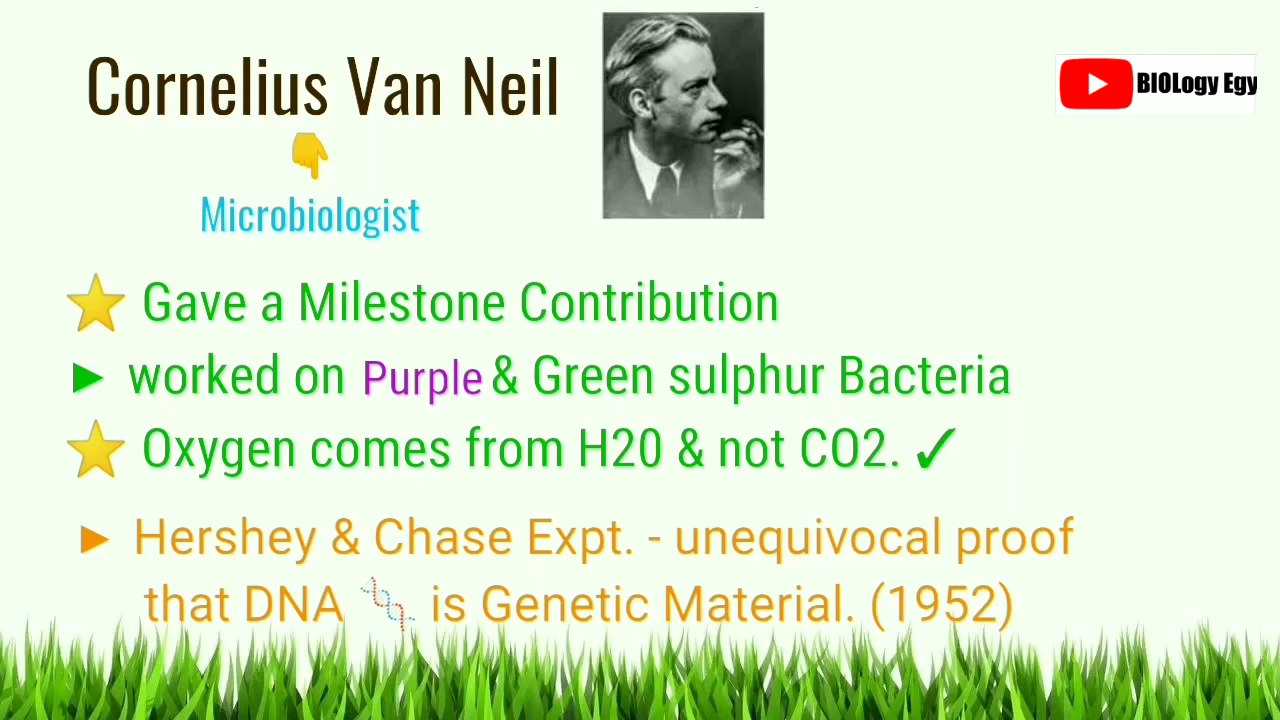 Cornelius Van Neil
BIOLogy Egy
Microbiologist
Gave a Milestone Contribution
worked on Purple & Green sulphur Bacteria
Oxygen comes from H20 & not CO2. ✓
Hershey & Chase Expt. - unequivocal proof
that DNA is Genetic Material. (1952)